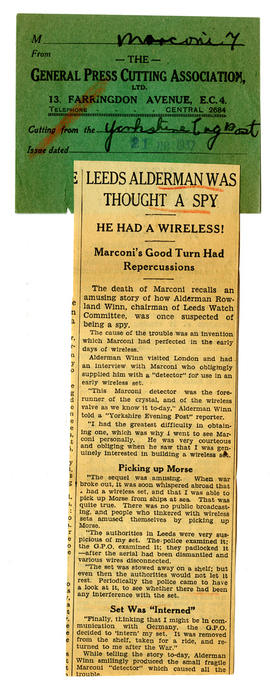 M Marconi 7
From
— THE —
GENERAL PRESS CUTTING ASSOCIATION,
LTD.
13, FARRINGDON AVENUE, E.C.4.
TELEPHONE . . . . CENTRAL 2684
Cutting from the Yorkshire Evg Post
Issue dated 21 1937
E
LEEDS ALDERMAN WAS
THOUGHT A SPY
HE HAD A WIRELESS!
Marconi's Good Turn Had
Repercussions
The death of Marconi recalls an
amusing story of how Alderman Row-
land Winn, chairman of Leeds Watch
Committee, was once suspected of
being a spy.
The cause of the trouble was an invention
which Marconi had perfected in the early
days of wireless.
Alderman Winn visited London and had
an interview with Marconi who obligingly
supplied him with a "detector" for use in an
early wireless set.
"This Marconi detector was the fore-
runner of the crystal, and of the wireless
valve as we know it to-day," Alderman Winn
told a "Yorkshire Evening Post" reporter.
"I had the greatest difficulty in obtain-
ing one, which was why I went to see Mar-
coni personally. He was very courteous
and obliging when he saw that I was gen-
uinely interested in building a wireless set.
Picking up Morse
"The sequel was amusing. When war
broke out, it was soon whispered abroad that
I had a wireless set, and that I was able to
pick up Morse from ships at sea. That was
quite true. There was no public broadcast-
ing, and people who tinkered with wireless
sets amused themselves by picking up
Morse.
"The authorities in Leeds were very sus-
picious of my set. The police examined it;
the G.P.O. examined it; they padlocked it
—after the aerial had been dismantled and
various wires disconnected.
"The set was stowed away on a shelf; but
even then the authorities would not let it
rest. Periodically the police came to have
a look at it, to see whether there had been
any interference with the set.
Set Was "Interned"
"Finally, thinking that I might be in com-
munication with Germany, the G.P.O.
decided to 'intern' my set. It was removed
from the shelf, taken for a ride, and re-
turned to me after the War."
While telling the story to-day, Alderman
Winn smilingly produced the small fragile
Marconi "detector" which caused all the
trouble.